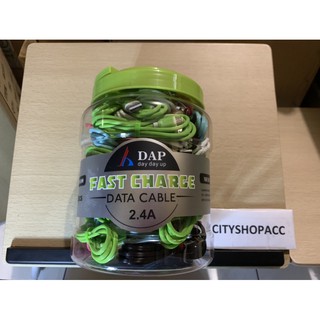 DAP
day day up
FAST CHARGE
DATA CABLE
2.4A
CITYSHOPACC